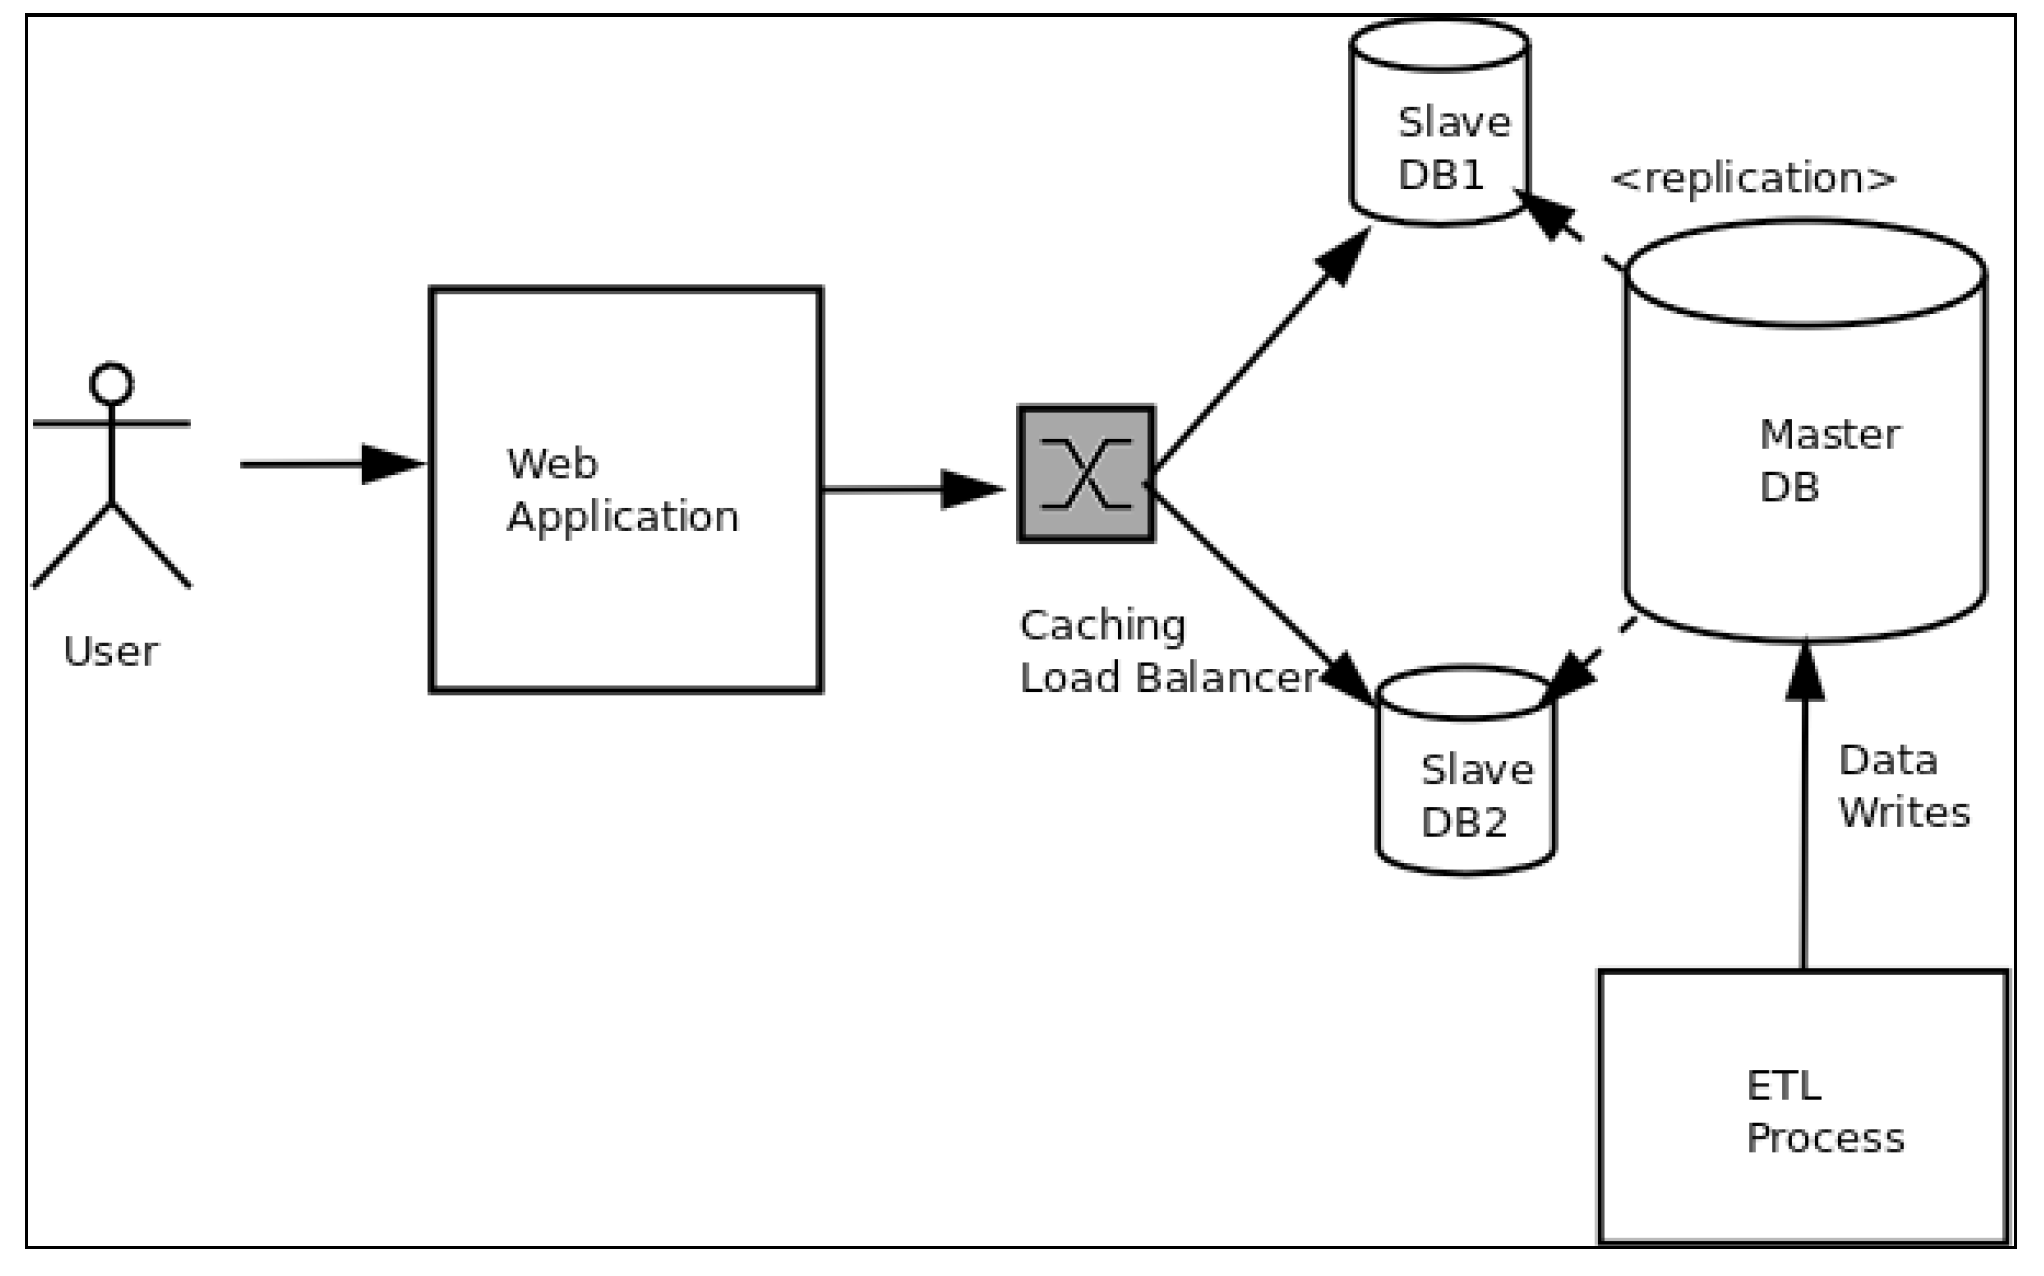 Slave
DB1
<replication>
Master
DB
Web
Application
User
Caching
Load Balancer
Slave
DB2
Data
Writes
ETL
Process